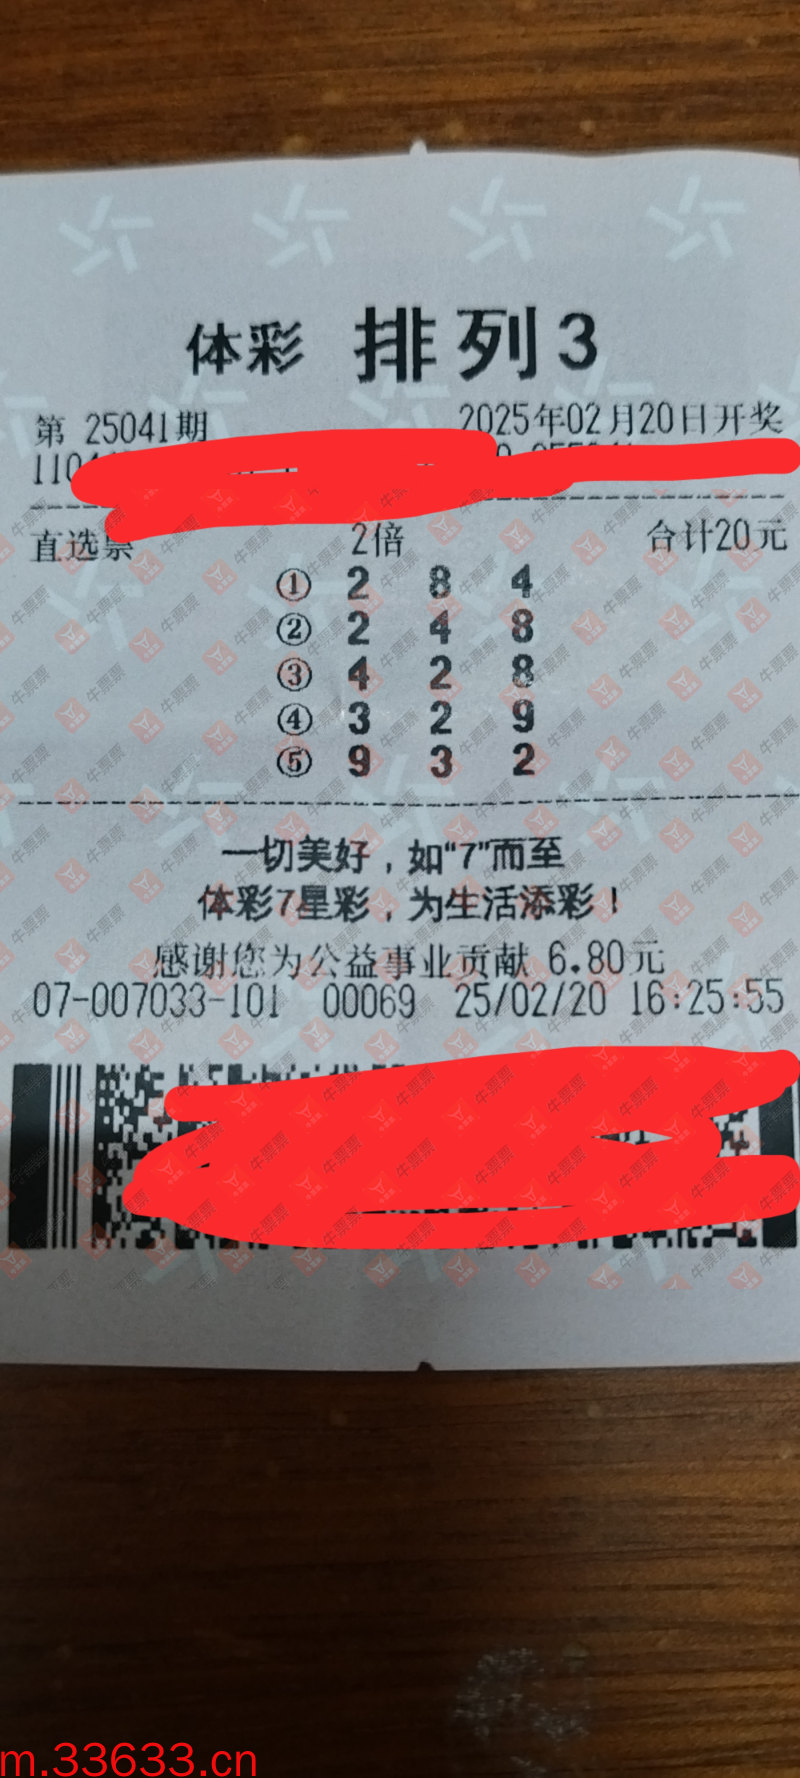 体彩 排列3
第 25041期 2025年02月20日开奖
110
直选票 2倍 合计20元
① 2 8 4
② 2 4 8
③ 4 2 8
④ 3 2 9
⑤ 9 3 2
一切美好，如“7”而至
体彩7星彩，为生活添彩！
感谢您为公益事业贡献 6.80元
07-007033-101 00069 25/02/20 16:25:55
牛票票
m.33633.cn